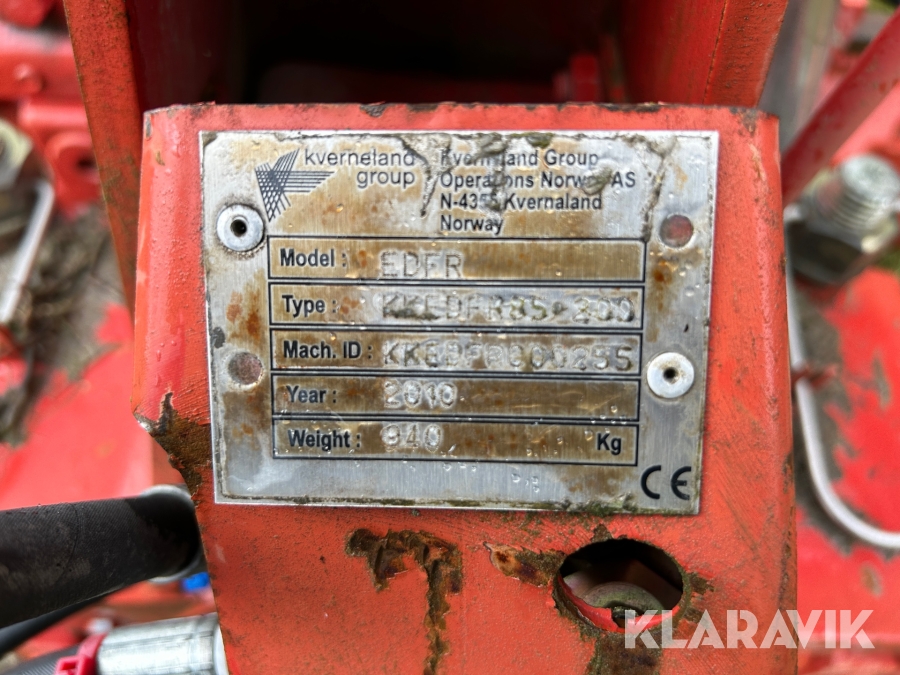 kverneland
group
Kverneland Group
Operations Norway AS
N-4355 Kvernaland
Norway
Model : EDFR
Type :
Mach. ID :
Year : 2010
Weight : 940 Kg
CE
KLARAVIK